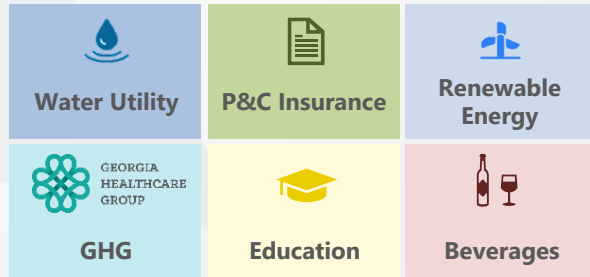 Water Utility
P&C Insurance
Renewable
Energy
GEORGIA
HEALTHCARE
GROUP
GHG
Education
Beverages